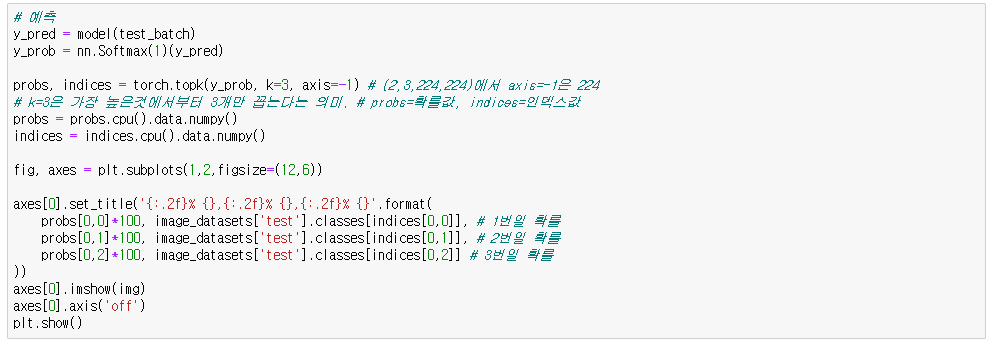 # 예측
y_pred = model(test_batch)
y_prob = nn.Softmax(1)(y_pred)
probs, indices = torch.topk(y_prob, k=3, axis=-1) # (2,3,224,224)에서 axis=-1은 224
# k=3은 가장 높은것에서부터 3개만 뽑는다는 의미. # probs=확률값, indices=인덱스값
probs = probs.cpu().data.numpy()
indices = indices.cpu().data.numpy()
fig, axes = plt.subplots(1,2,figsize=(12,6))
axes[0].set_title('{:.2f}% {},{:.2f}% {},{:.2f}% {}'.format(
    probs[0,0]*100, image_datasets['test'].classes[indices[0,0]], # 1번일 확률
    probs[0,1]*100, image_datasets['test'].classes[indices[0,1]], # 2번일 확률
    probs[0,2]*100, image_datasets['test'].classes[indices[0,2]] # 3번일 확률
))
axes[0].imshow(img)
axes[0].axis('off')
plt.show()